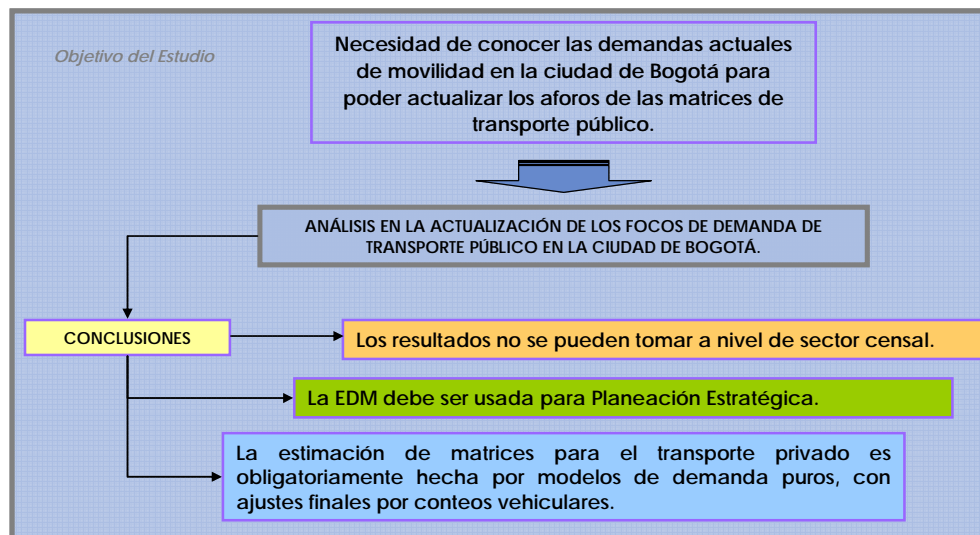 Objetivo del Estudio
Necesidad de conocer las demandas actuales
de movilidad en la ciudad de Bogotá para
poder actualizar los aforos de las matrices de
transporte público.
ANÁLISIS EN LA ACTUALIZACIÓN DE LOS FOCOS DE DEMANDA DE
TRANSPORTE PÚBLICO EN LA CIUDAD DE BOGOTÁ.
CONCLUSIONES
Los resultados no se pueden tomar a nivel de sector censal.
La EDM debe ser usada para Planeación Estratégica.
La estimación de matrices para el transporte privado es
obligatoriamente hecha por modelos de demanda puros, con
ajustes finales por conteos vehiculares.